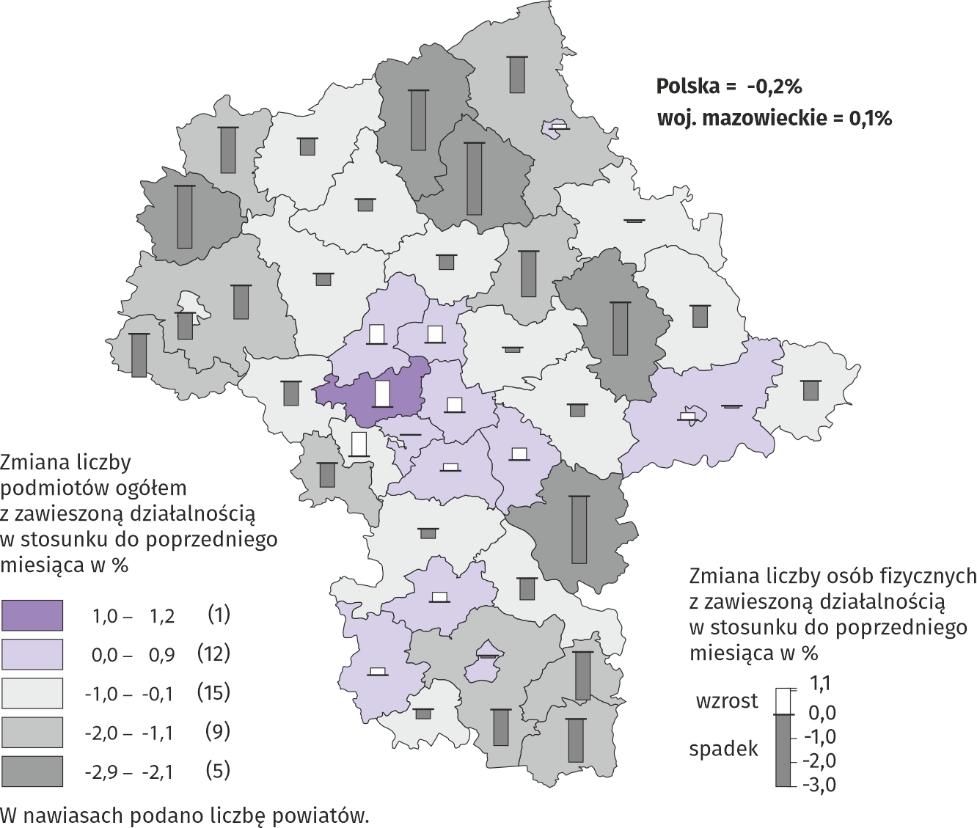 Polska = -0,2%
woj. mazowieckie = 0,1%
Zmiana liczby
podmiotów ogółem
z zawieszoną działalnością
w stosunku do poprzedniego
miesiąca w %
1,0 – 1,2 (1)
0,0 – 0,9 (12)
-1,0 – -0,1 (15)
-2,0 – -1,1 (9)
-2,9 – -2,1 (5)
W nawiasach podano liczbę powiatów.
Zmiana liczby osób fizycznych
z zawieszoną działalnością
w stosunku do poprzedniego
miesiąca w %
wzrost
spadek
1,1
0,0
-1,0
-2,0
-3,0